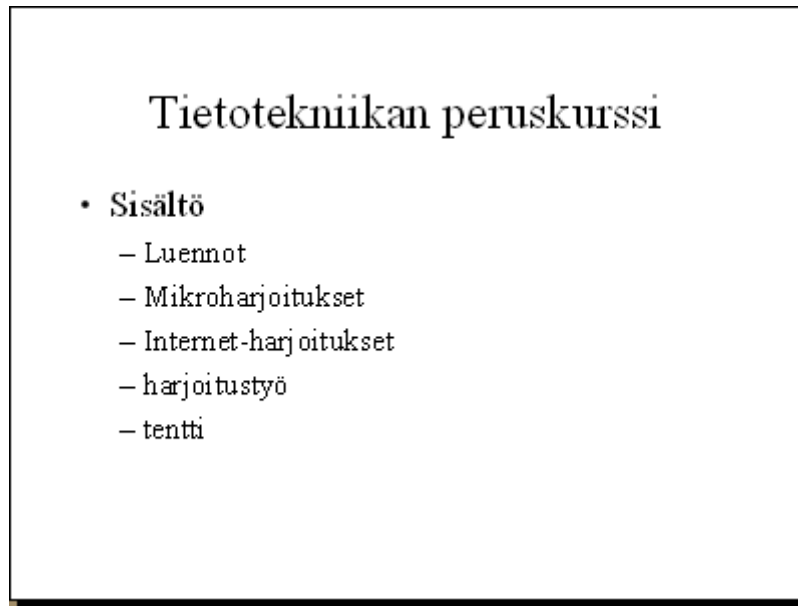 Tietotekniikan peruskurssi
• Sisältö
– Luennot
– Mikroharjoitukset
– Internet-harjoitukset
– harjoitustyö
– tentti